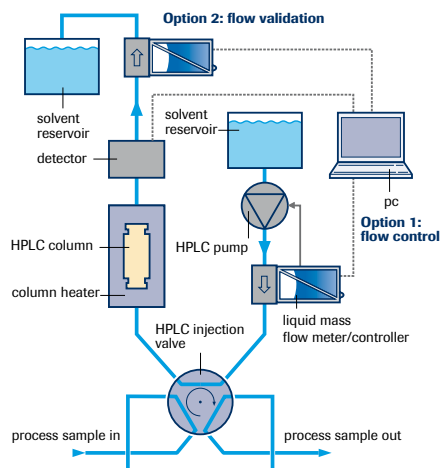 Option 2: flow validation
solvent
reservoir
solvent
reservoir
detector
pc
Option 1:
flow control
HPLC column
HPLC pump
column heater
liquid mass
flow meter/controller
HPLC injection
valve
process sample in
process sample out